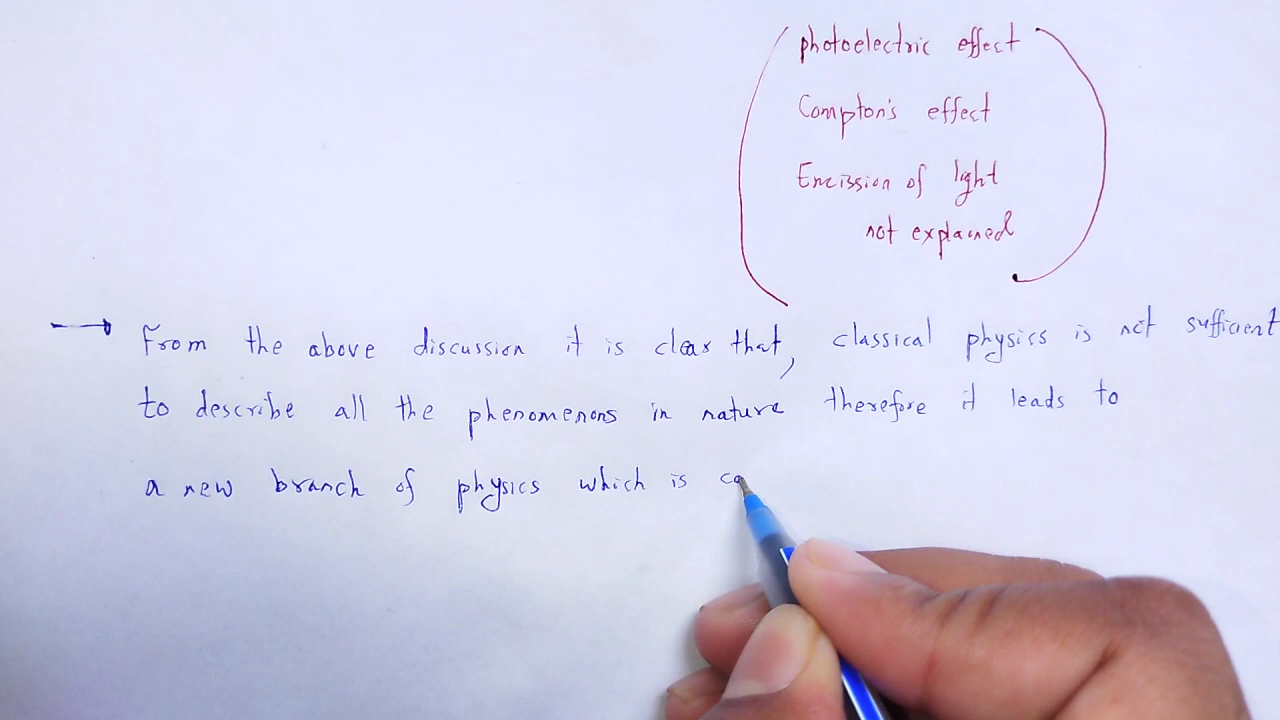 photoelectric effect
Compton's effect
Emission of light
not explained
From the above discussion it is clear that, classical physics is not sufficient
to describe all the phenomenons in nature therefore it leads to
a new branch of physics which is ca